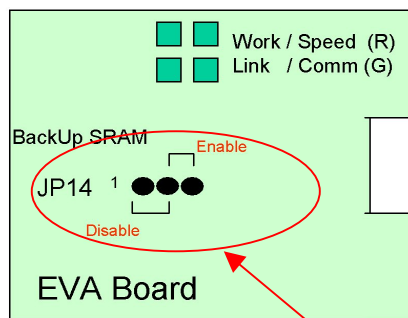 Work / Speed (R)
Link / Comm (G)
BackUp SRAM
Enable
JP14 1
Disable
EVA Board